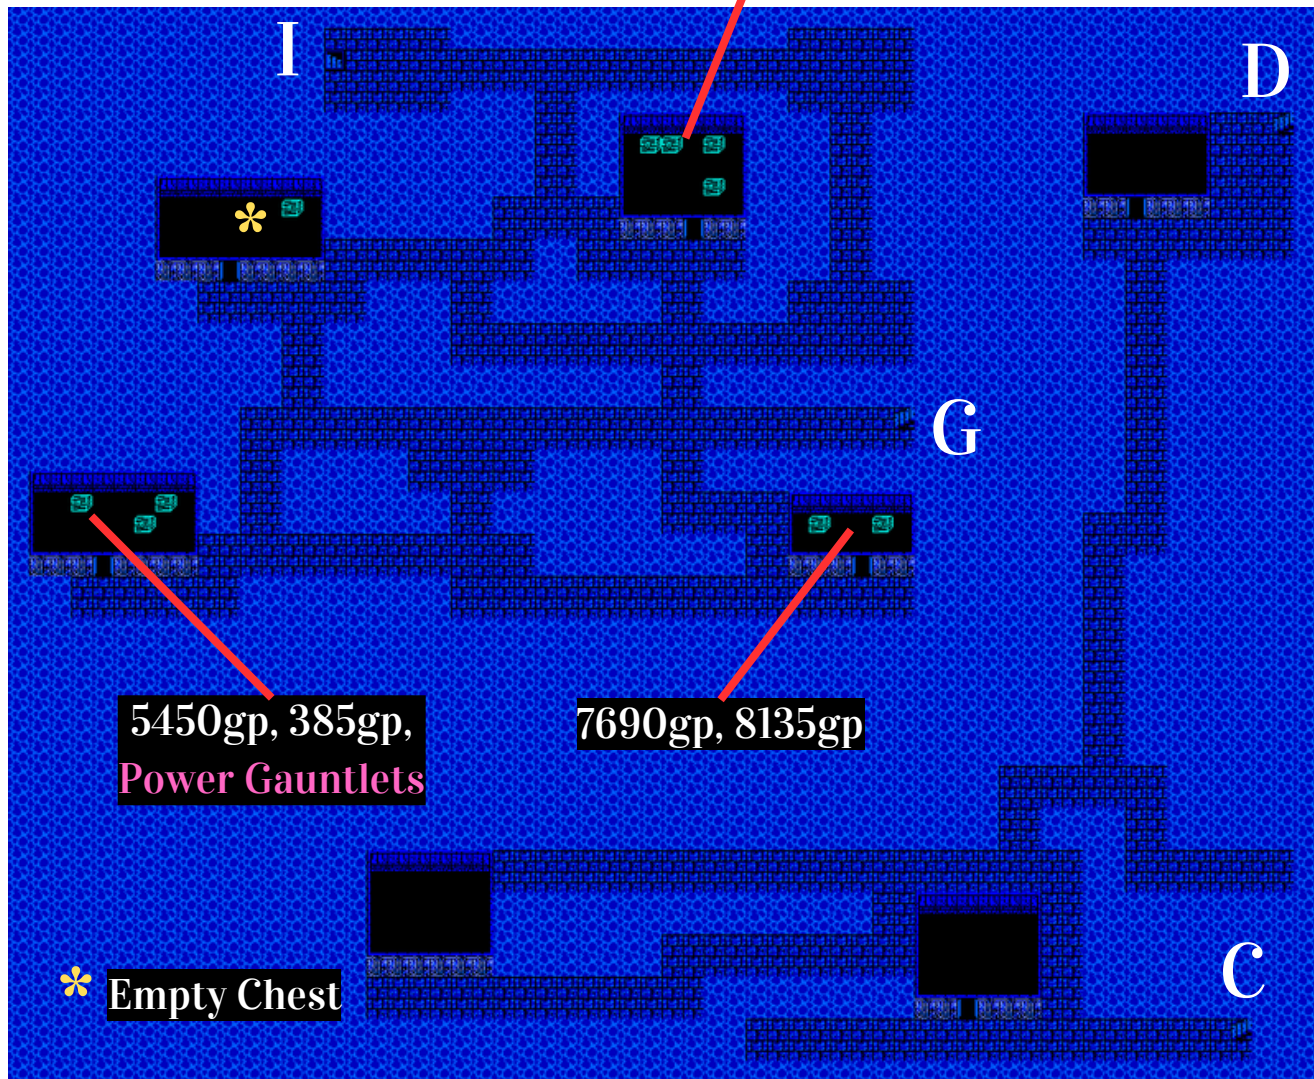 I
D
*
G
5450gp, 385gp,
Power Gauntlets
7690gp, 8135gp
* Empty Chest
C